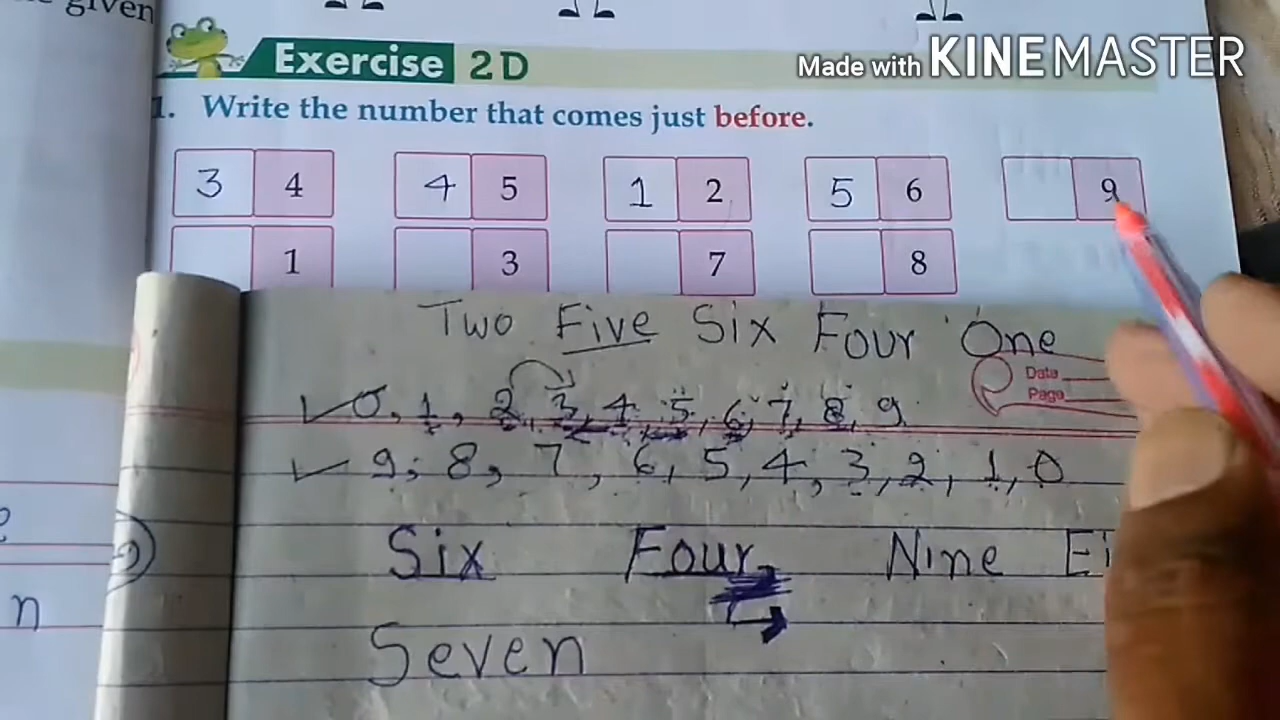 given
Exercise 2D
Made with KINEMASTER
1. Write the number that comes just before.
3 4 4 5 1 2 5 6 9
1 3 7 8
Two Five Six Four One
Data
Page
0, 1, 2, 3, 4, 5, 6, 7, 8, 9
9, 8, 7, 6, 5, 4, 3, 2, 1, 0
Six Four Nine Ei
n Seven